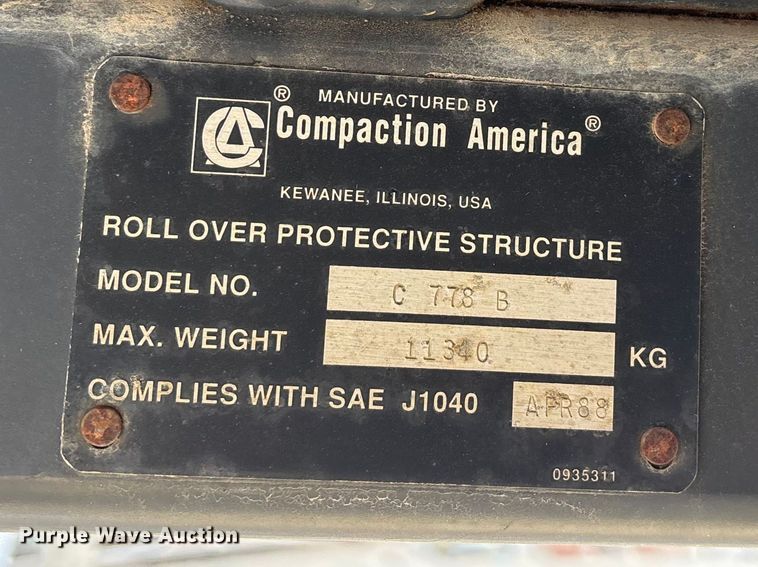 ® MANUFACTURED BY
CA Compaction America®
KEWANEE, ILLINOIS, USA
ROLL OVER PROTECTIVE STRUCTURE
MODEL NO. C 778 B
MAX. WEIGHT 11340 KG
COMPLIES WITH SAE J1040 APR88
0935311
Purple Wave Auction